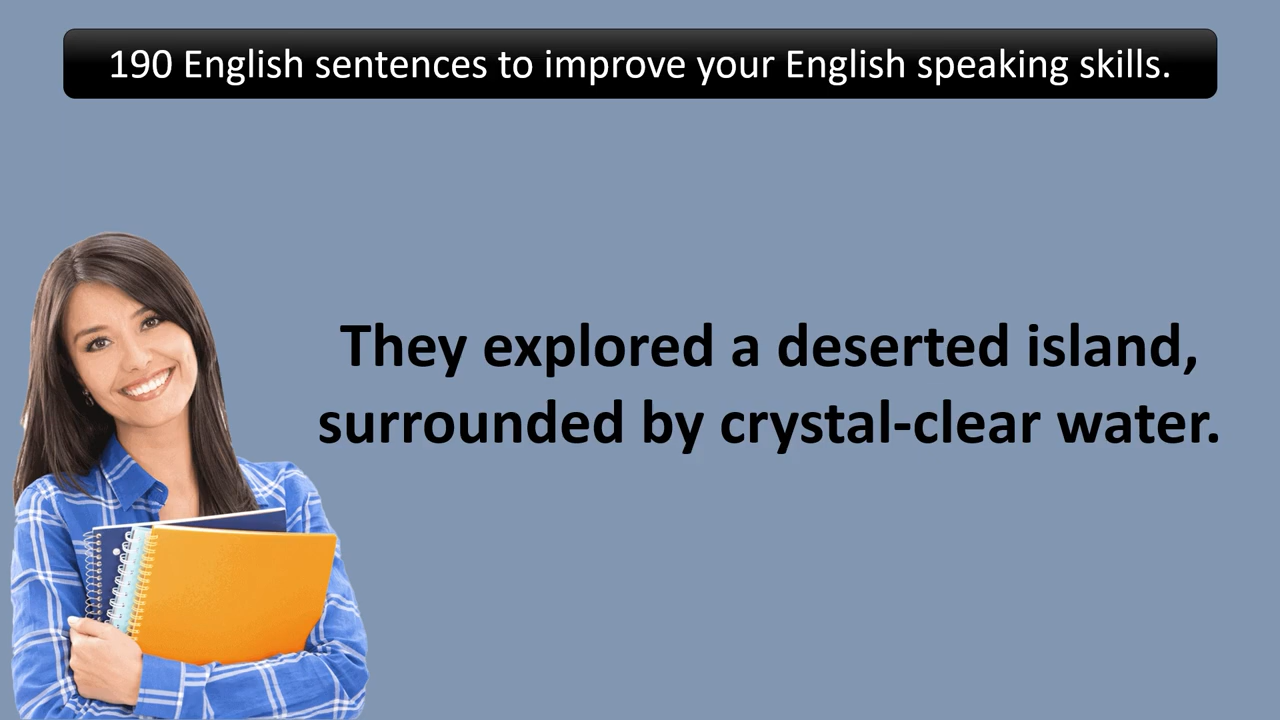 190 English sentences to improve your English speaking skills.
They explored a deserted island,
surrounded by crystal-clear water.